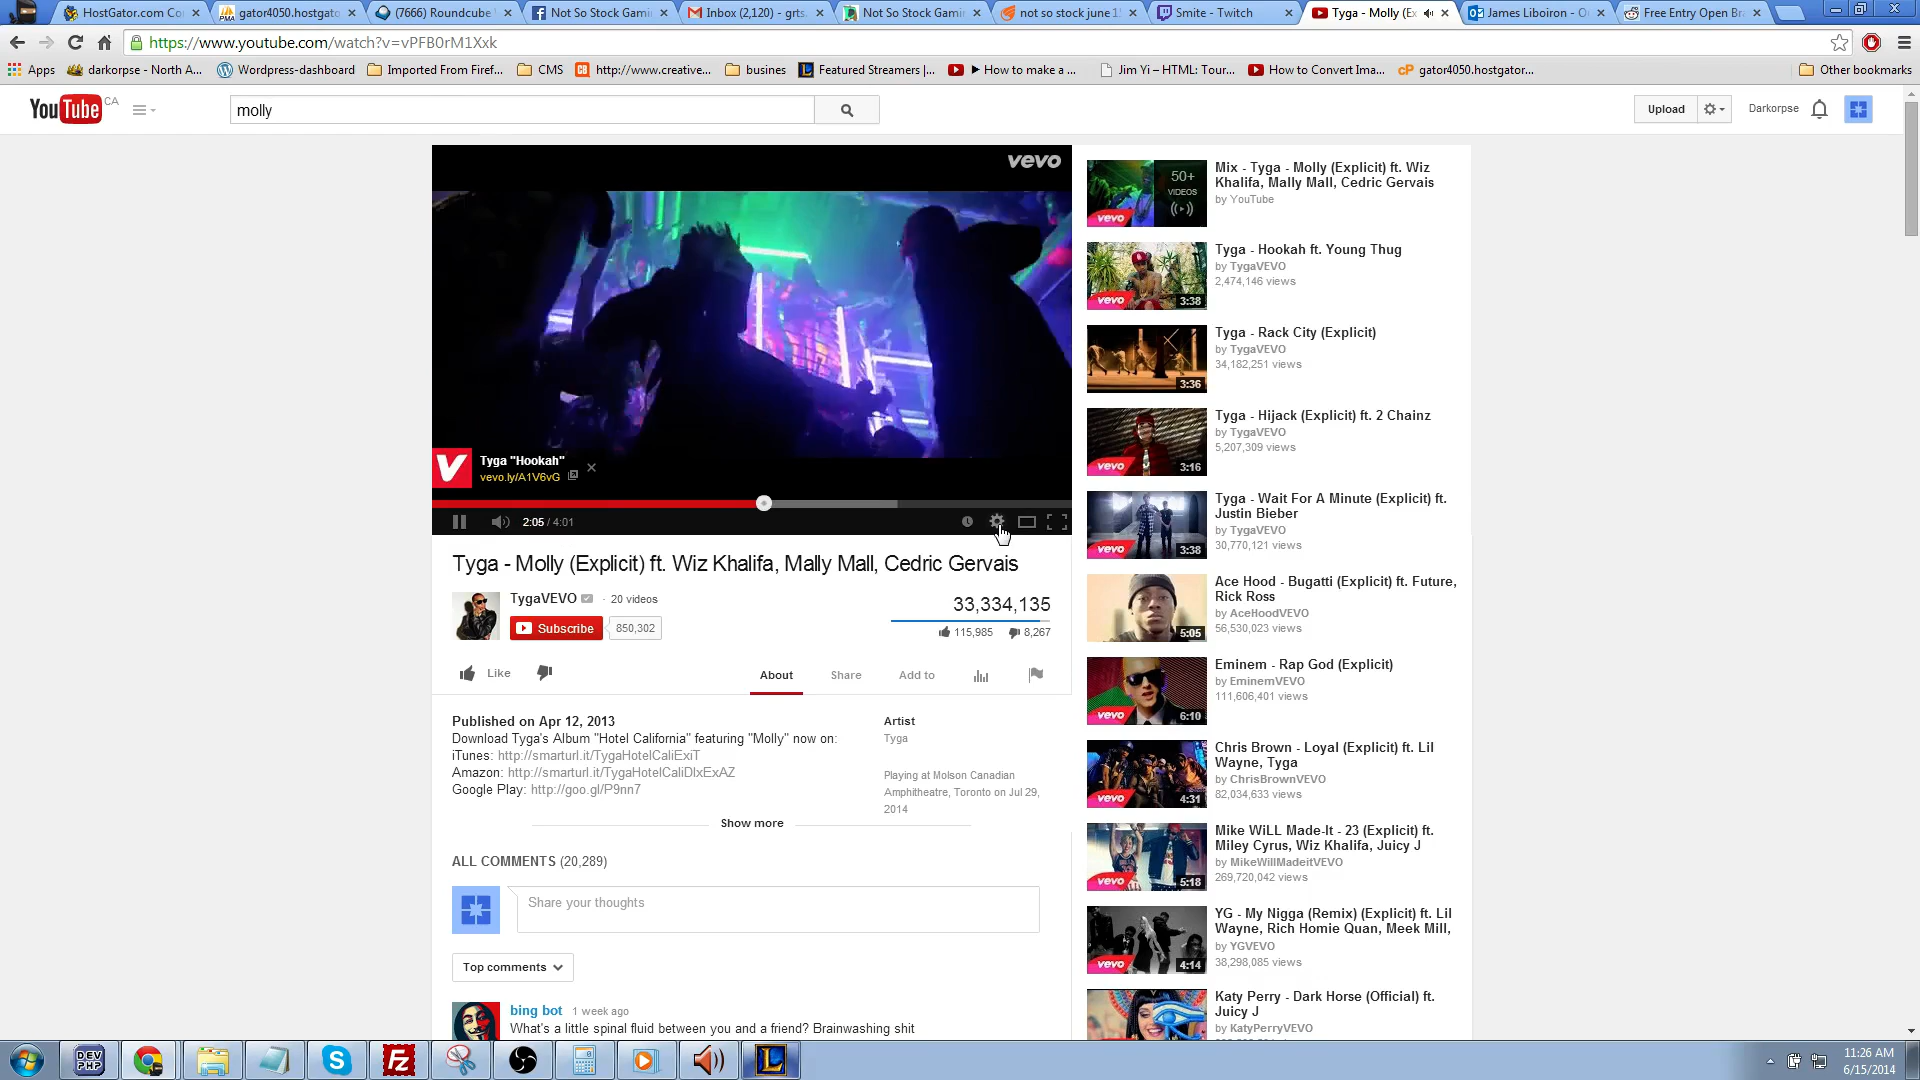 HostGator.com Co
gator4050.hostgato
(7666) Roundcube
Not So Stock Gami
Inbox (2,120) - grts.
Not So Stock Gami
not so stock june 1
Smite - Twitch
Tyga - Molly (Ex
James Liboiron - O
Free Entry Open Br
https://www.youtube.com/watch?v=vPFB0rM1Xxk
Apps
darkorpse - North A...
Wordpress-dashboard
Imported From Firef...
CMS
http://www.creative...
busines
Featured Streamers |...
► How to make a ...
Jim Yi – HTML: Tour...
How to Convert Ima...
gator4050.hostgator...
Other bookmarks
YouTube CA
molly
Upload
Darkorpse
vevo
Tyga "Hookah"
vevo.ly/A1V6vG
2:05 / 4:01
Tyga - Molly (Explicit) ft. Wiz Khalifa, Mally Mall, Cedric Gervais
TygaVEVO
· 20 videos
Subscribe
850,302
33,334,135
115,985
8,267
Like
About
Share
Add to
Published on Apr 12, 2013
Download Tyga's Album "Hotel California" featuring "Molly" now on:
iTunes: http://smarturl.it/TygaHotelCaliExiT
Amazon: http://smarturl.it/TygaHotelCaliDlxExAZ
Google Play: http://goo.gl/P9nn7
Artist
Tyga
Playing at Molson Canadian
Amphitheatre, Toronto on Jul 29,
2014
Show more
ALL COMMENTS (20,289)
Share your thoughts
Top comments
bing bot 1 week ago
What's a little spinal fluid between you and a friend? Brainwashing shit
50+
VIDEOS
vevo
Mix - Tyga - Molly (Explicit) ft. Wiz
Khalifa, Mally Mall, Cedric Gervais
by YouTube
vevo
3:38
Tyga - Hookah ft. Young Thug
by TygaVEVO
2,474,146 views
3:36
Tyga - Rack City (Explicit)
by TygaVEVO
34,182,251 views
vevo
3:16
Tyga - Hijack (Explicit) ft. 2 Chainz
by TygaVEVO
5,207,309 views
vevo
3:38
Tyga - Wait For A Minute (Explicit) ft.
Justin Bieber
by TygaVEVO
30,770,121 views
5:05
Ace Hood - Bugatti (Explicit) ft. Future,
Rick Ross
by AceHoodVEVO
56,530,023 views
vevo
6:10
Eminem - Rap God (Explicit)
by EminemVEVO
111,606,401 views
vevo
4:31
Chris Brown - Loyal (Explicit) ft. Lil
Wayne, Tyga
by ChrisBrownVEVO
82,034,633 views
vevo
5:18
Mike WiLL Made-It - 23 (Explicit) ft.
Miley Cyrus, Wiz Khalifa, Juicy J
by MikeWillMadeitVEVO
269,720,042 views
vevo
4:14
YG - My Nigga (Remix) (Explicit) ft. Lil
Wayne, Rich Homie Quan, Meek Mill,
by YGVEVO
38,298,085 views
Katy Perry - Dark Horse (Official) ft.
Juicy J
by KatyPerryVEVO
DEV
PHP
11:26 AM
6/15/2014